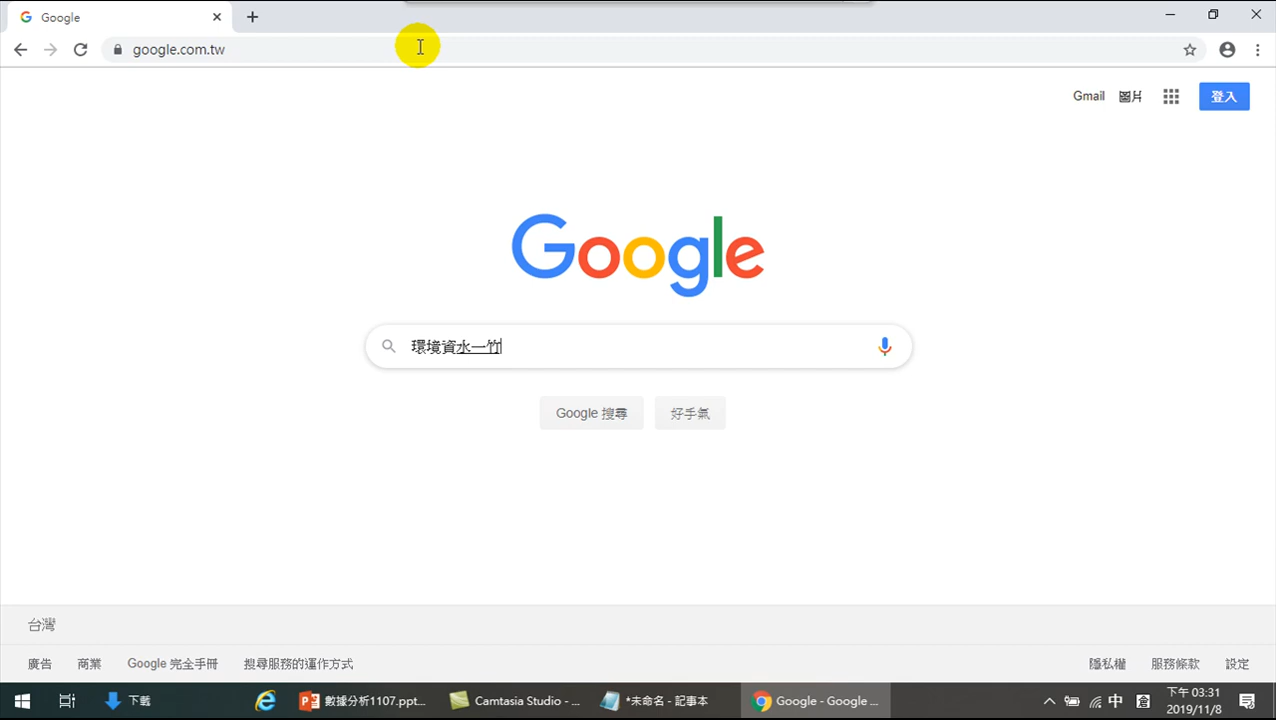 Google
google.com.tw
Gmail 圖片 登入
Google
環境資水一竹
Google 搜尋 好手氣
台灣
廣告 商業 Google 完全手冊 搜尋服務的運作方式 隱私權 服務條款 設定
下載 數據分析1107.ppt... Camtasia Studio - ... *未命名 - 記事本 Google - Google ... 中 倉 下午 03:31
2019/11/8